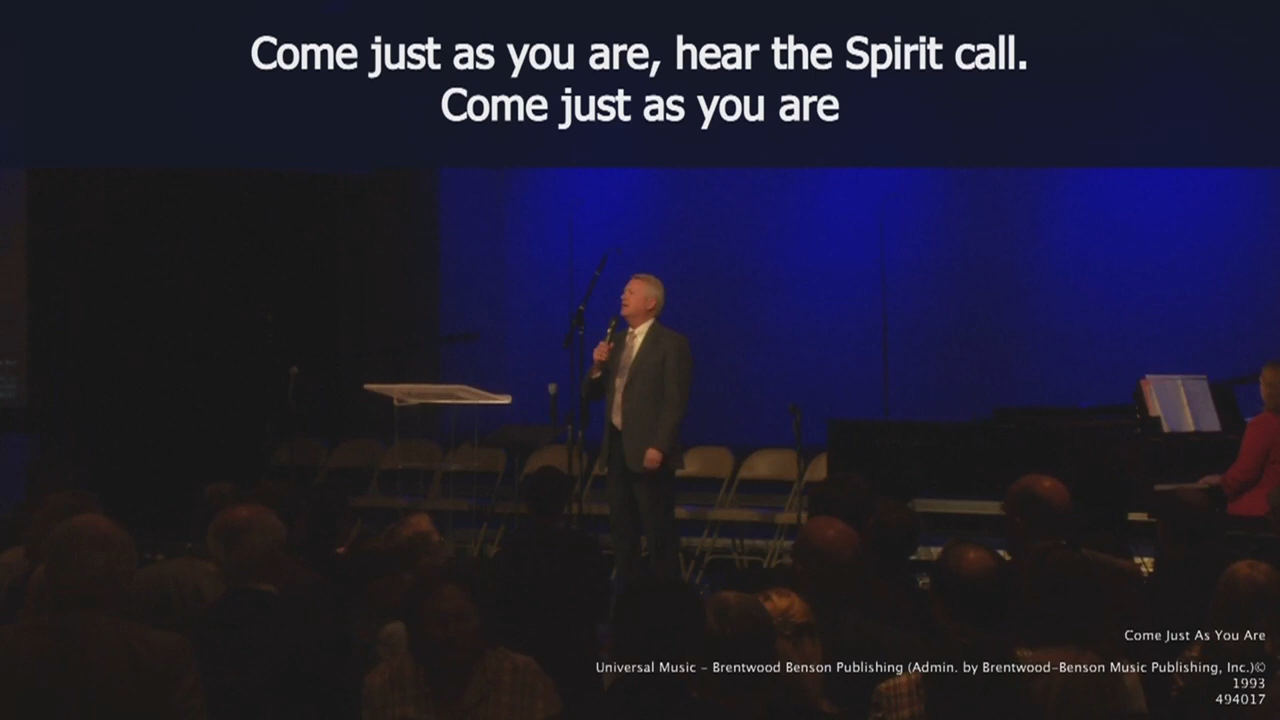 Come just as you are, hear the Spirit call.
Come just as you are
Come Just As You Are
Universal Music – Brentwood Benson Publishing (Admin. by Brentwood–Benson Music Publishing, Inc.)©
1993
494017